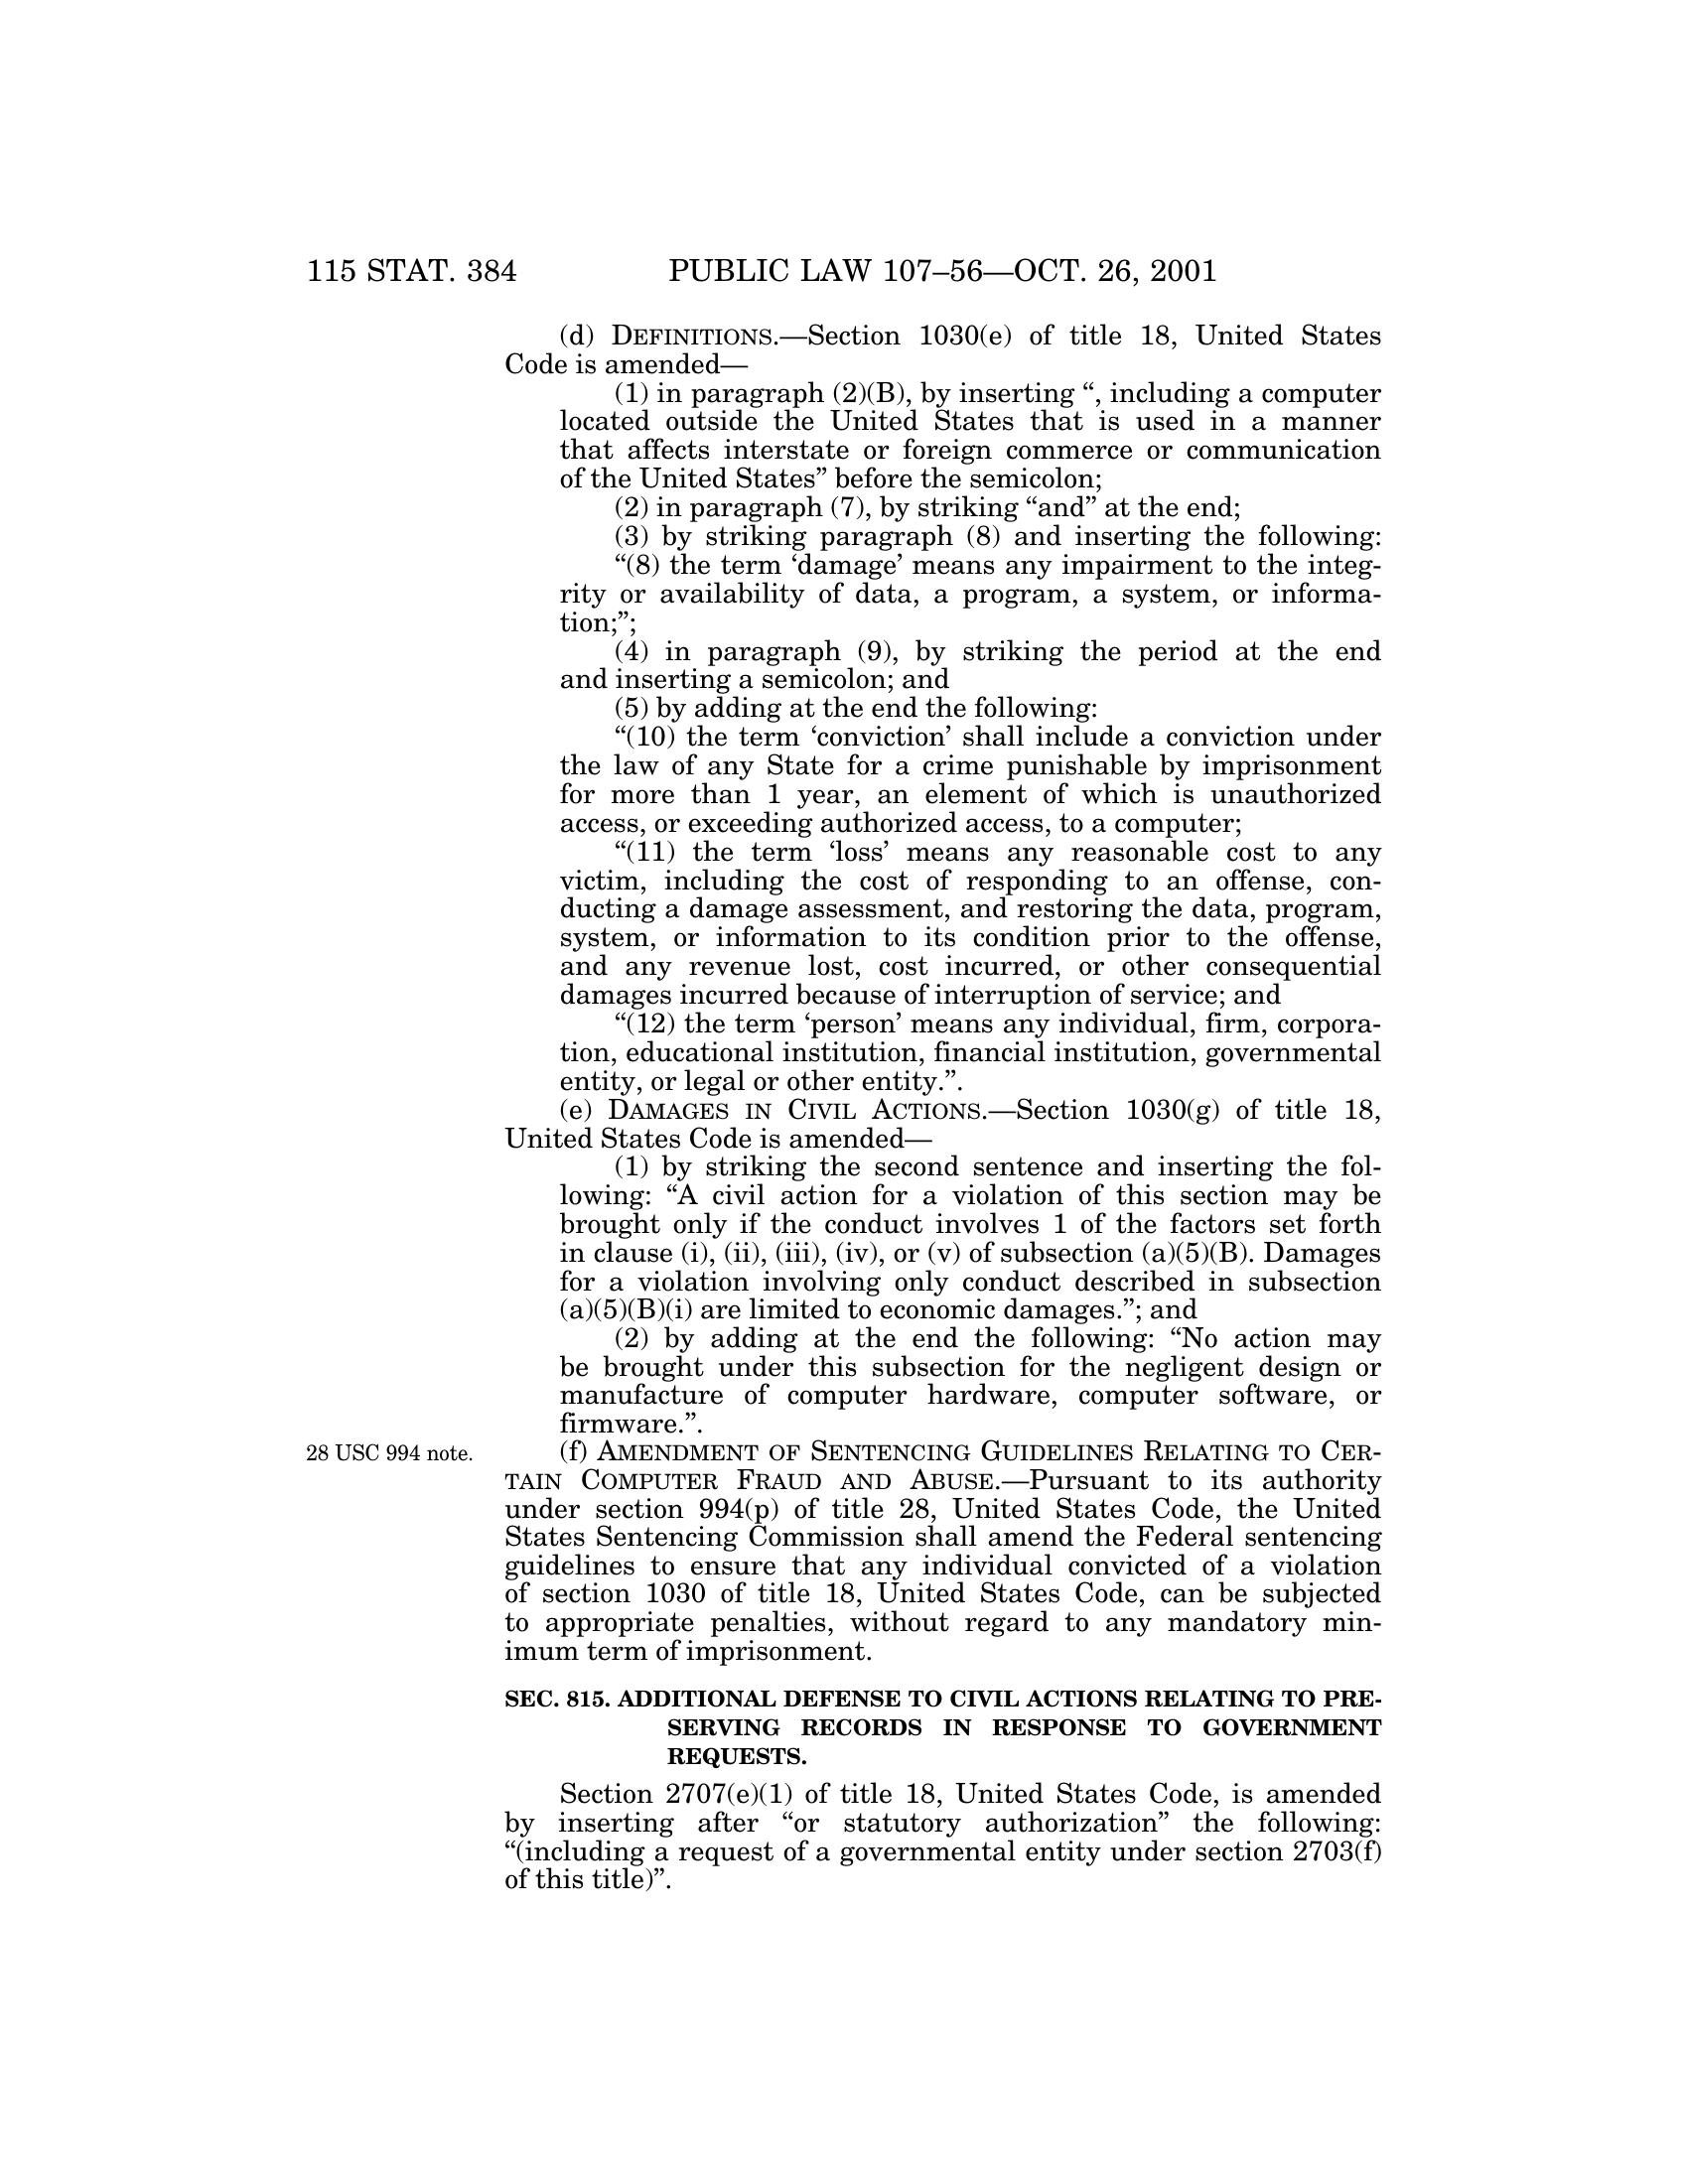 115 STAT. 384 PUBLIC LAW 107–56—OCT. 26, 2001
(d) DEFINITIONS.—Section 1030(e) of title 18, United States
Code is amended—
(1) in paragraph (2)(B), by inserting “, including a computer
located outside the United States that is used in a manner
that affects interstate or foreign commerce or communication
of the United States” before the semicolon;
(2) in paragraph (7), by striking “and” at the end;
(3) by striking paragraph (8) and inserting the following:
“(8) the term ‘damage’ means any impairment to the integ-
rity or availability of data, a program, a system, or informa-
tion;”;
(4) in paragraph (9), by striking the period at the end
and inserting a semicolon; and
(5) by adding at the end the following:
“(10) the term ‘conviction’ shall include a conviction under
the law of any State for a crime punishable by imprisonment
for more than 1 year, an element of which is unauthorized
access, or exceeding authorized access, to a computer;
“(11) the term ‘loss’ means any reasonable cost to any
victim, including the cost of responding to an offense, con-
ducting a damage assessment, and restoring the data, program,
system, or information to its condition prior to the offense,
and any revenue lost, cost incurred, or other consequential
damages incurred because of interruption of service; and
“(12) the term ‘person’ means any individual, firm, corpora-
tion, educational institution, financial institution, governmental
entity, or legal or other entity.”.
(e) DAMAGES IN CIVIL ACTIONS.—Section 1030(g) of title 18,
United States Code is amended—
(1) by striking the second sentence and inserting the fol-
lowing: “A civil action for a violation of this section may be
brought only if the conduct involves 1 of the factors set forth
in clause (i), (ii), (iii), (iv), or (v) of subsection (a)(5)(B). Damages
for a violation involving only conduct described in subsection
(a)(5)(B)(i) are limited to economic damages.”; and
(2) by adding at the end the following: “No action may
be brought under this subsection for the negligent design or
manufacture of computer hardware, computer software, or
firmware.”.
28 USC 994 note.
(f) AMENDMENT OF SENTENCING GUIDELINES RELATING TO CER-
TAIN COMPUTER FRAUD AND ABUSE.—Pursuant to its authority
under section 994(p) of title 28, United States Code, the United
States Sentencing Commission shall amend the Federal sentencing
guidelines to ensure that any individual convicted of a violation
of section 1030 of title 18, United States Code, can be subjected
to appropriate penalties, without regard to any mandatory min-
imum term of imprisonment.
SEC. 815. ADDITIONAL DEFENSE TO CIVIL ACTIONS RELATING TO PRE-
SERVING RECORDS IN RESPONSE TO GOVERNMENT
REQUESTS.
Section 2707(e)(1) of title 18, United States Code, is amended
by inserting after “or statutory authorization” the following:
“(including a request of a governmental entity under section 2703(f)
of this title)”.